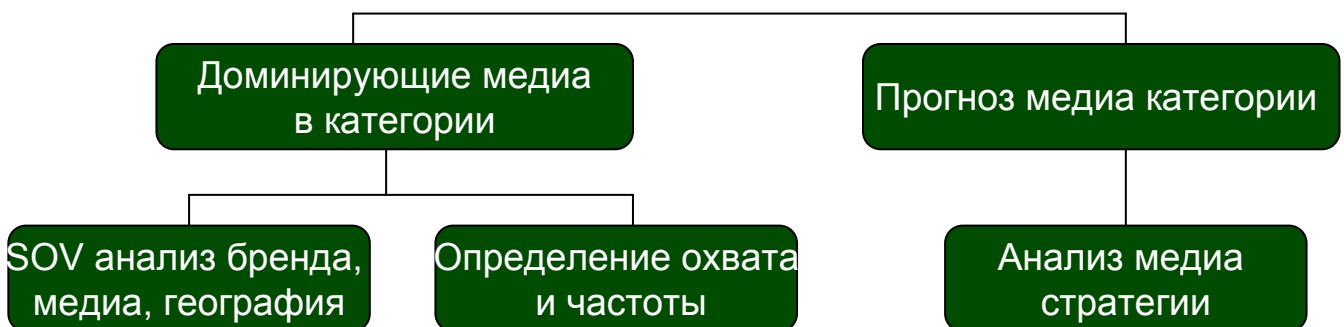 Доминирующие медиа
в категории
Прогноз медиа категории
SOV анализ бренда,
медиа, география
Определение охвата
и частоты
Анализ медиа
стратегии